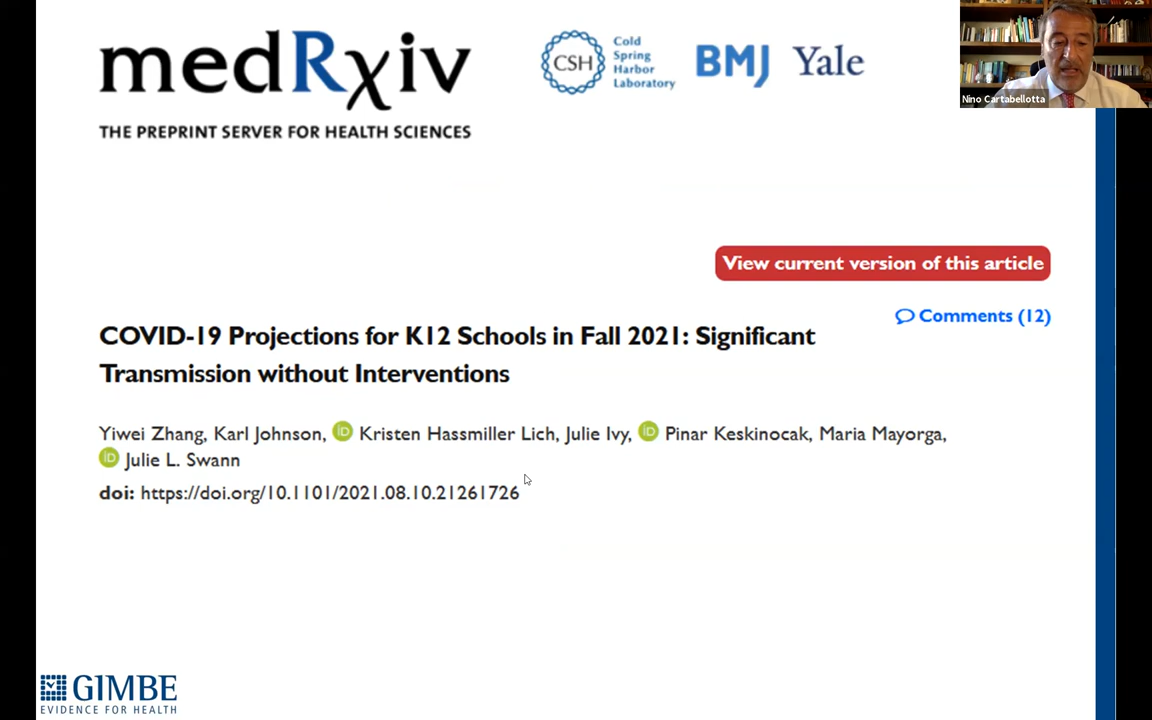 medRxiv
THE PREPRINT SERVER FOR HEALTH SCIENCES
CSH
Cold
Spring
Harbor
Laboratory
BMJ
Yale
Nino Cartabellotta
View current version of this article
Comments (12)
COVID-19 Projections for K12 Schools in Fall 2021: Significant
Transmission without Interventions
Yiwei Zhang, Karl Johnson, iD Kristen Hassmiller Lich, Julie Ivy, iD Pinar Keskinocak, Maria Mayorga,
iD Julie L. Swann
doi: https://doi.org/10.1101/2021.08.10.21261726
GIMBE
EVIDENCE FOR HEALTH